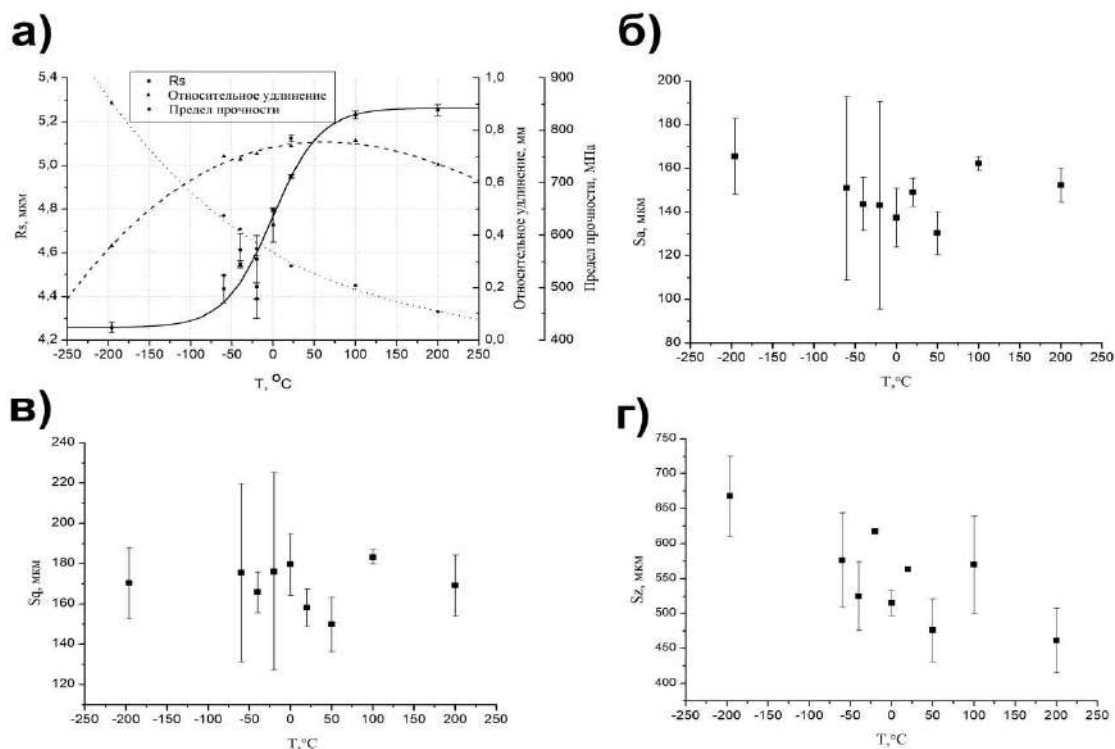 а)
5,4
5,2
5,0
4,8
4,6
4,4
4,2
Rs, мкм
Rs
Относительное удлинение
Предел прочности
1,0
0,8
0,6
0,4
0,2
0,0
Относительное удлинение, мм
900
800
700
600
500
400
Предел прочности, МПа
-250 -200 -150 -100 -50 0 50 100 150 200 250
T, °C
б)
200
180
160
140
120
100
80
Sa, мкм
-250 -200 -150 -100 -50 0 50 100 150 200 250
T,°C
в)
240
220
200
180
160
140
110
Sq, мкм
-250 -200 -150 -100 -50 0 50 100 150 200 250
T,°C
г)
750
700
650
600
550
500
450
400
Sz, мкм
-250 -200 -150 -100 -50 0 50 100 150 200 250
T,°C